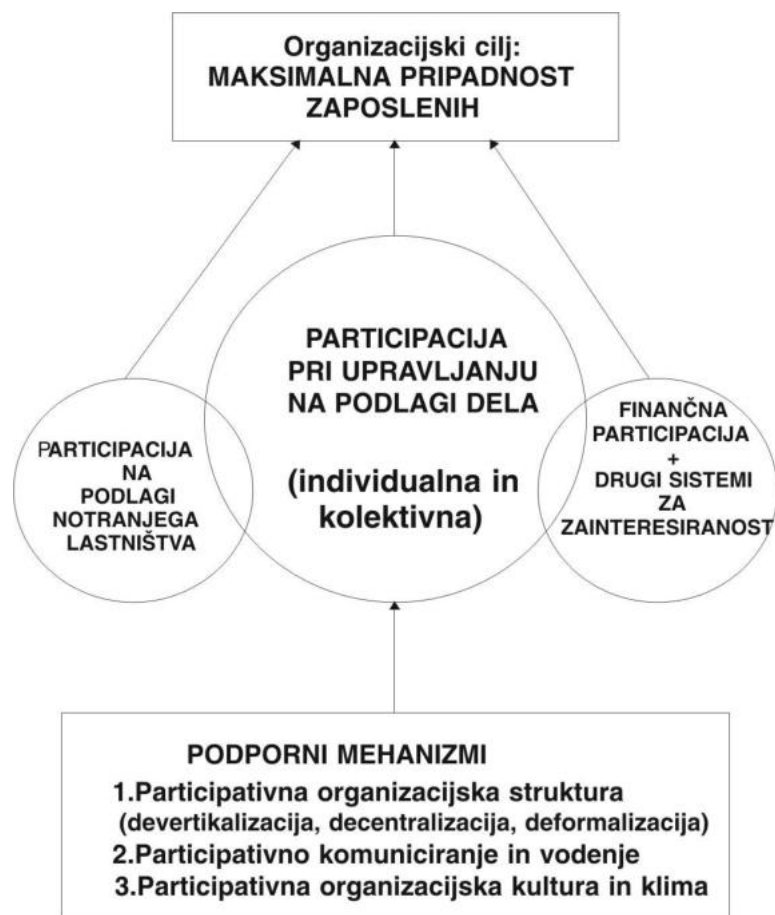 Organizacijski cilj:
MAKSIMALNA PRIPADNOST
ZAPOSLENIH
PARTICIPACIJA
PRI UPRAVLJANJU
NA PODLAGI DELA
(individualna in
kolektivna)
PARTICIPACIJA
NA
PODLAGI
NOTRANJEGA
LASTNIŠTVA
FINANČNA
PARTICIPACIJA
+
DRUGI SISTEMI
ZA
ZAINTERESIRANOST
PODPORNI MEHANIZMI
1.Participativna organizacijska struktura
(devertikalizacija, decentralizacija, deformalizacija)
2.Participativno komuniciranje in vodenje
3.Participativna organizacijska kultura in klima